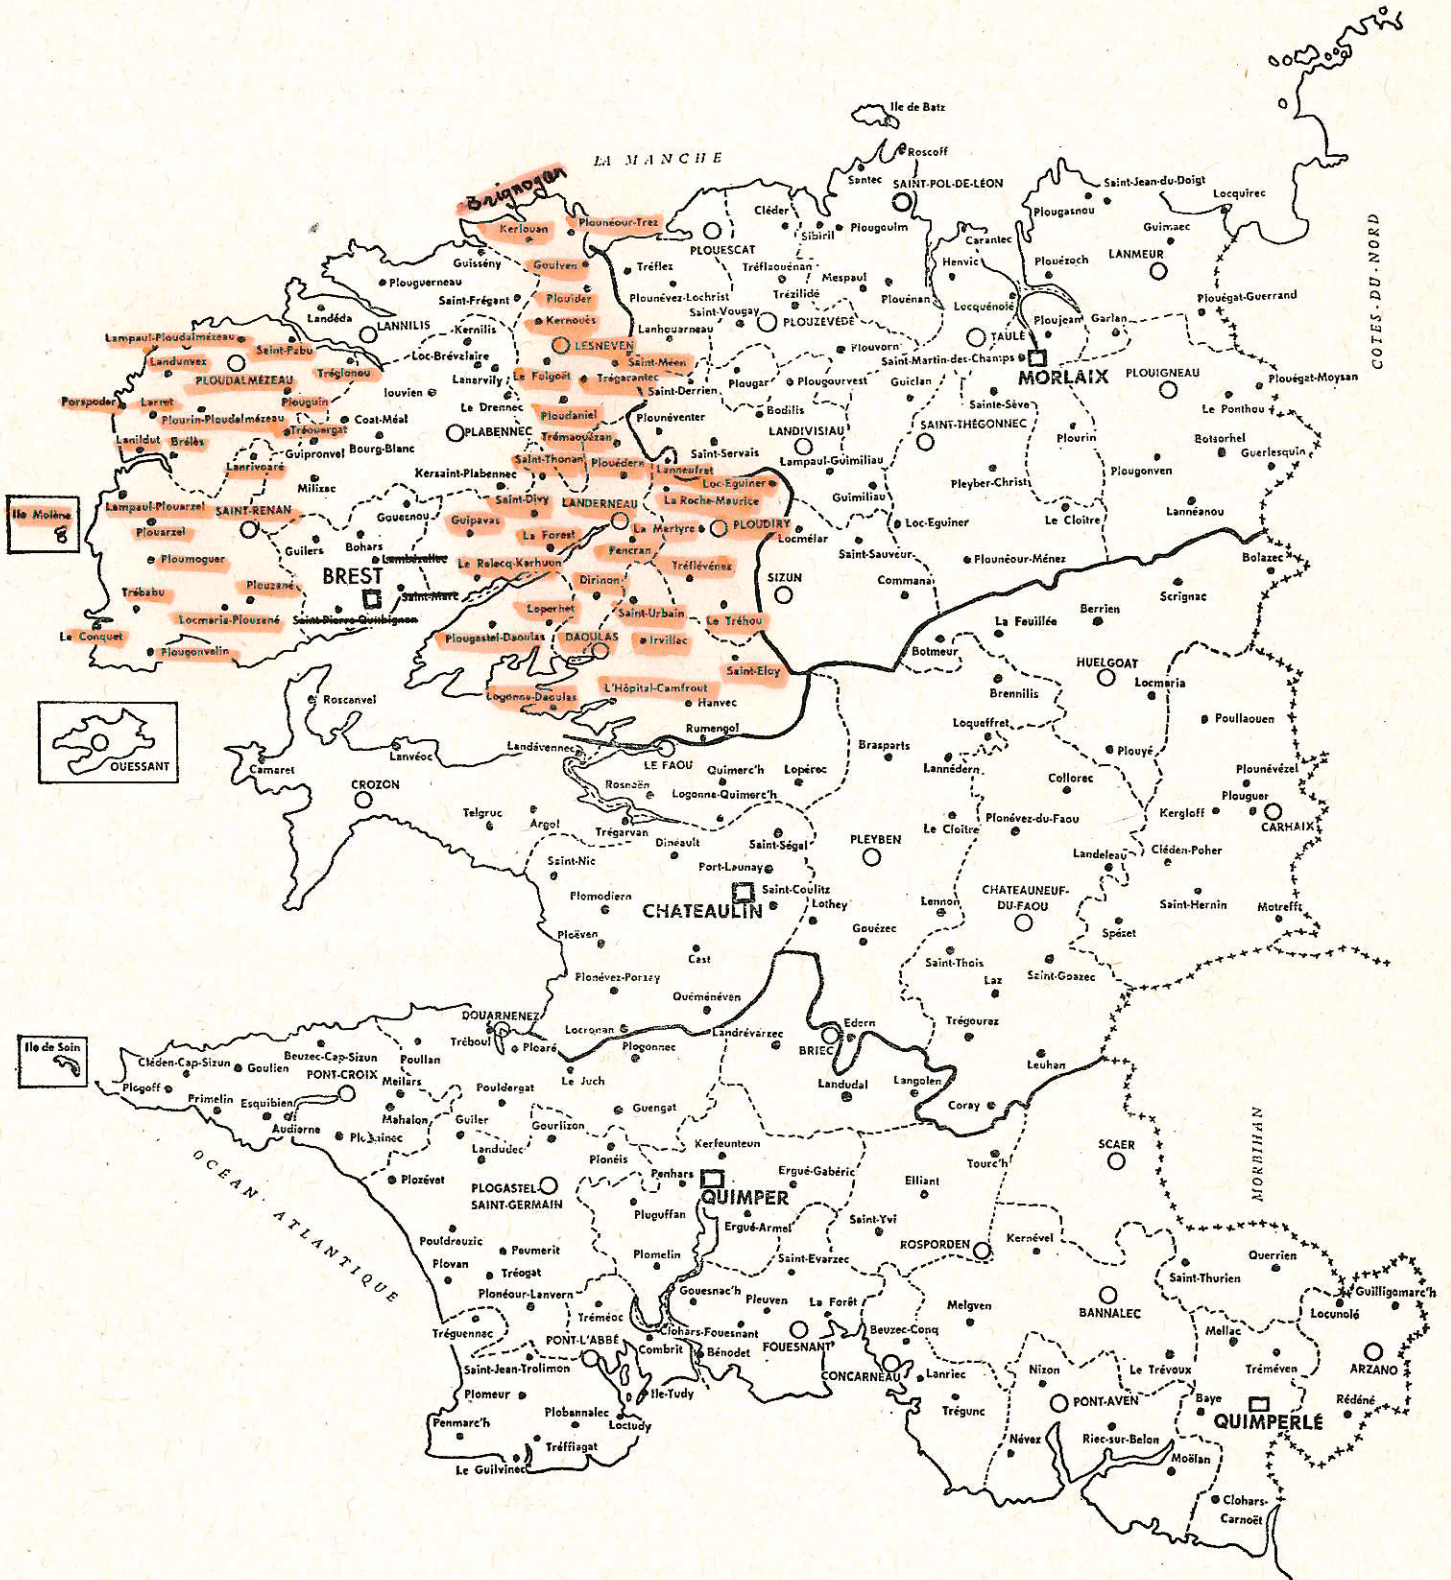 Ile de Batz
LA MANCHE
Roscoff
Santec
SAINT-POL-DE-LÉON
Saint-Jean-du-Doigt
Locquirec
Brignogan
Cléder
Plougasnou
Kerlouan
Plounéour-Trez
Sibiril
Plougoulm
Guimaec
PLOUESCAT
Carantec
LANMEUR
COTES-DU-NORD
Guissény
Goulven
Tréflez
Tréflaouénan
Henvic
Plouézoch
Plouguerneau
Mespaul
Saint-Frégant
Plouider
Plounévez-Lochrist
Trézilidé
Plouénan
Locquénolé
Plouégat-Guerrand
Landéda
LANNILIS
Kernilis
Kernouès
Lanhouarneau
Saint-Vougay
PLOUZEVÉDÉ
Ploujean
Garlan
Lampaul-Ploudalmézeau
Saint-Pabu
Loc-Brévalaire
LESNEVEN
Plouvorn
TAULÉ
Landunvez
Tréglonou
Lanarvily
Le Folgoët
Saint-Méen
Saint-Martin-des-Champs
MORLAIX
PLOUIGNEAU
Plouégat-Moysan
PLOUDALMÉZEAU
Trégarantec
Saint-Derrien
Plougar
Plougourvest
Guiclan
Porspoder
Larret
Plouguin
louvien
Le Drennec
Sainte-Sève
Le Ponthou
Plourin-Ploudalmézeau
Coat-Méal
Ploudaniel
Plounéventer
Bodilis
Lanildut
Brélès
Tréouergat
PLABENNEC
Trémaouézan
LANDIVISIAU
SAINT-THÉGONNEC
Plourin
Botsorhel
Guipronvel
Bourg-Blanc
Saint-Thonan
Plouédern
Saint-Servais
Lampaul-Guimiliau
Guerlesquin
Lanrivoaré
Kersaint-Plabennec
Lanneufret
Plougonven
Milizac
Loc-Eguiner
Pleyber-Christ
Lampaul-Plouarzel
SAINT-RENAN
Saint-Divy
LANDERNEAU
La Roche-Maurice
Guimiliau
Ile Molène
Gouesnou
Lannéanou
Plouarzel
Guipavas
La Martyre
PLOUDIRY
Loc-Eguiner
Le Cloître
Guilers
Bohars
La Forest
Pencran
Locmélar
Saint-Sauveur
Plounéour-Ménez
Bolazec
Ploumoguer
Lambézellec
Le Relecq-Kerhuon
Tréflévénez
BREST
Dirinon
SIZUN
Commana
Scrignac
Trébabu
Plouzané
Saint-Marc
Loperhet
Saint-Urbain
Le Tréhou
Berrien
Locmaria-Plouzané
Saint-Pierre-Quilbignon
La Feuillée
Le Conquet
Plougastel-Daoulas
DAOULAS
Irvillac
Botmeur
Plougonvelin
Saint-Eloy
HUELGOAT
Logonna-Daoulas
L'Hôpital-Camfrout
Brennilis
Locmaria
Roscanvel
Hanvec
Loqueffret
Poullaouen
Rumengol
Lanvéoc
Landévennec
Brasparts
Plouyé
OUESSANT
Camaret
LE FAOU
Quimerc'h
Lopérec
Lannédern
Plounévézel
CROZON
Rosnoën
Logonna-Quimerc'h
Collorec
Plouguer
Telgruc
Argol
Kergloff
CARHAIX
Trégarvan
Le Cloître
Plonévez-du-Faou
Dinéault
Saint-Ségal
PLEYBEN
Landeleau
Cléden-Poher
Saint-Nic
Port-Launay
Plomodiern
Saint-Coulitz
CHATEAUNEUF-
DU-FAOU
Saint-Hernin
Motreff
CHATEAULIN
Lothey
Lennon
Ploéven
Gouézec
Spézet
Cast
Saint-Thois
Saint-Goazec
Plonévez-Porzay
Laz
Quéménéven
DOUARNENEZ
Locronan
Landrévarzec
Edern
Trégourez
Ile de Sein
Tréboul
Ploaré
Plogonnec
BRIEC
Cléden-Cap-Sizun
Beuzec-Cap-Sizun
Poullan
Leuhan
Goulien
PONT-CROIX
Le Juch
Landudal
Langolen
Plogoff
Meilars
Pouldergat
Primelin
Esquibien
Guengat
Coray
Audierne
Mahalon
Guiler
Gourlizon
Plouhinec
Kerfeunteun
SCAER
MORBIHAN
OCÉAN ATLANTIQUE
Landudec
Plonéis
Tourc'h
Penhars
Ergué-Gabéric
Plozévet
PLOGASTEL-
SAINT-GERMAIN
QUIMPER
Elliant
Pluguffan
Ergué-Armel
Saint-Yvi
Pouldreuzic
Peumerit
ROSPORDEN
Kernével
Plovan
Plomelin
Saint-Evarzec
Querrien
Tréogat
Saint-Thurien
Plonéour-Lanvern
Gouesnac'h
Pleuven
La Forêt
Melgven
BANNALEC
Guilligomarc'h
Tréméoc
Locunolé
Tréguennec
PONT-L'ABBÉ
Clohars-Fouesnant
FOUESNANT
Beuzec-Conq
Mellac
Combrit
Bénodet
Saint-Jean-Trolimon
CONCARNEAU
Lanriec
Nizon
Le Trévoux
Tréméven
ARZANO
Plomeur
Ile-Tudy
Trégunc
PONT-AVEN
Baye
Rédéné
Penmarc'h
Plobannalec
Loctudy
QUIMPERLÉ
Tréffiagat
Névez
Riec-sur-Belon
Le Guilvinec
Moëlan
Clohars-
Carnoët